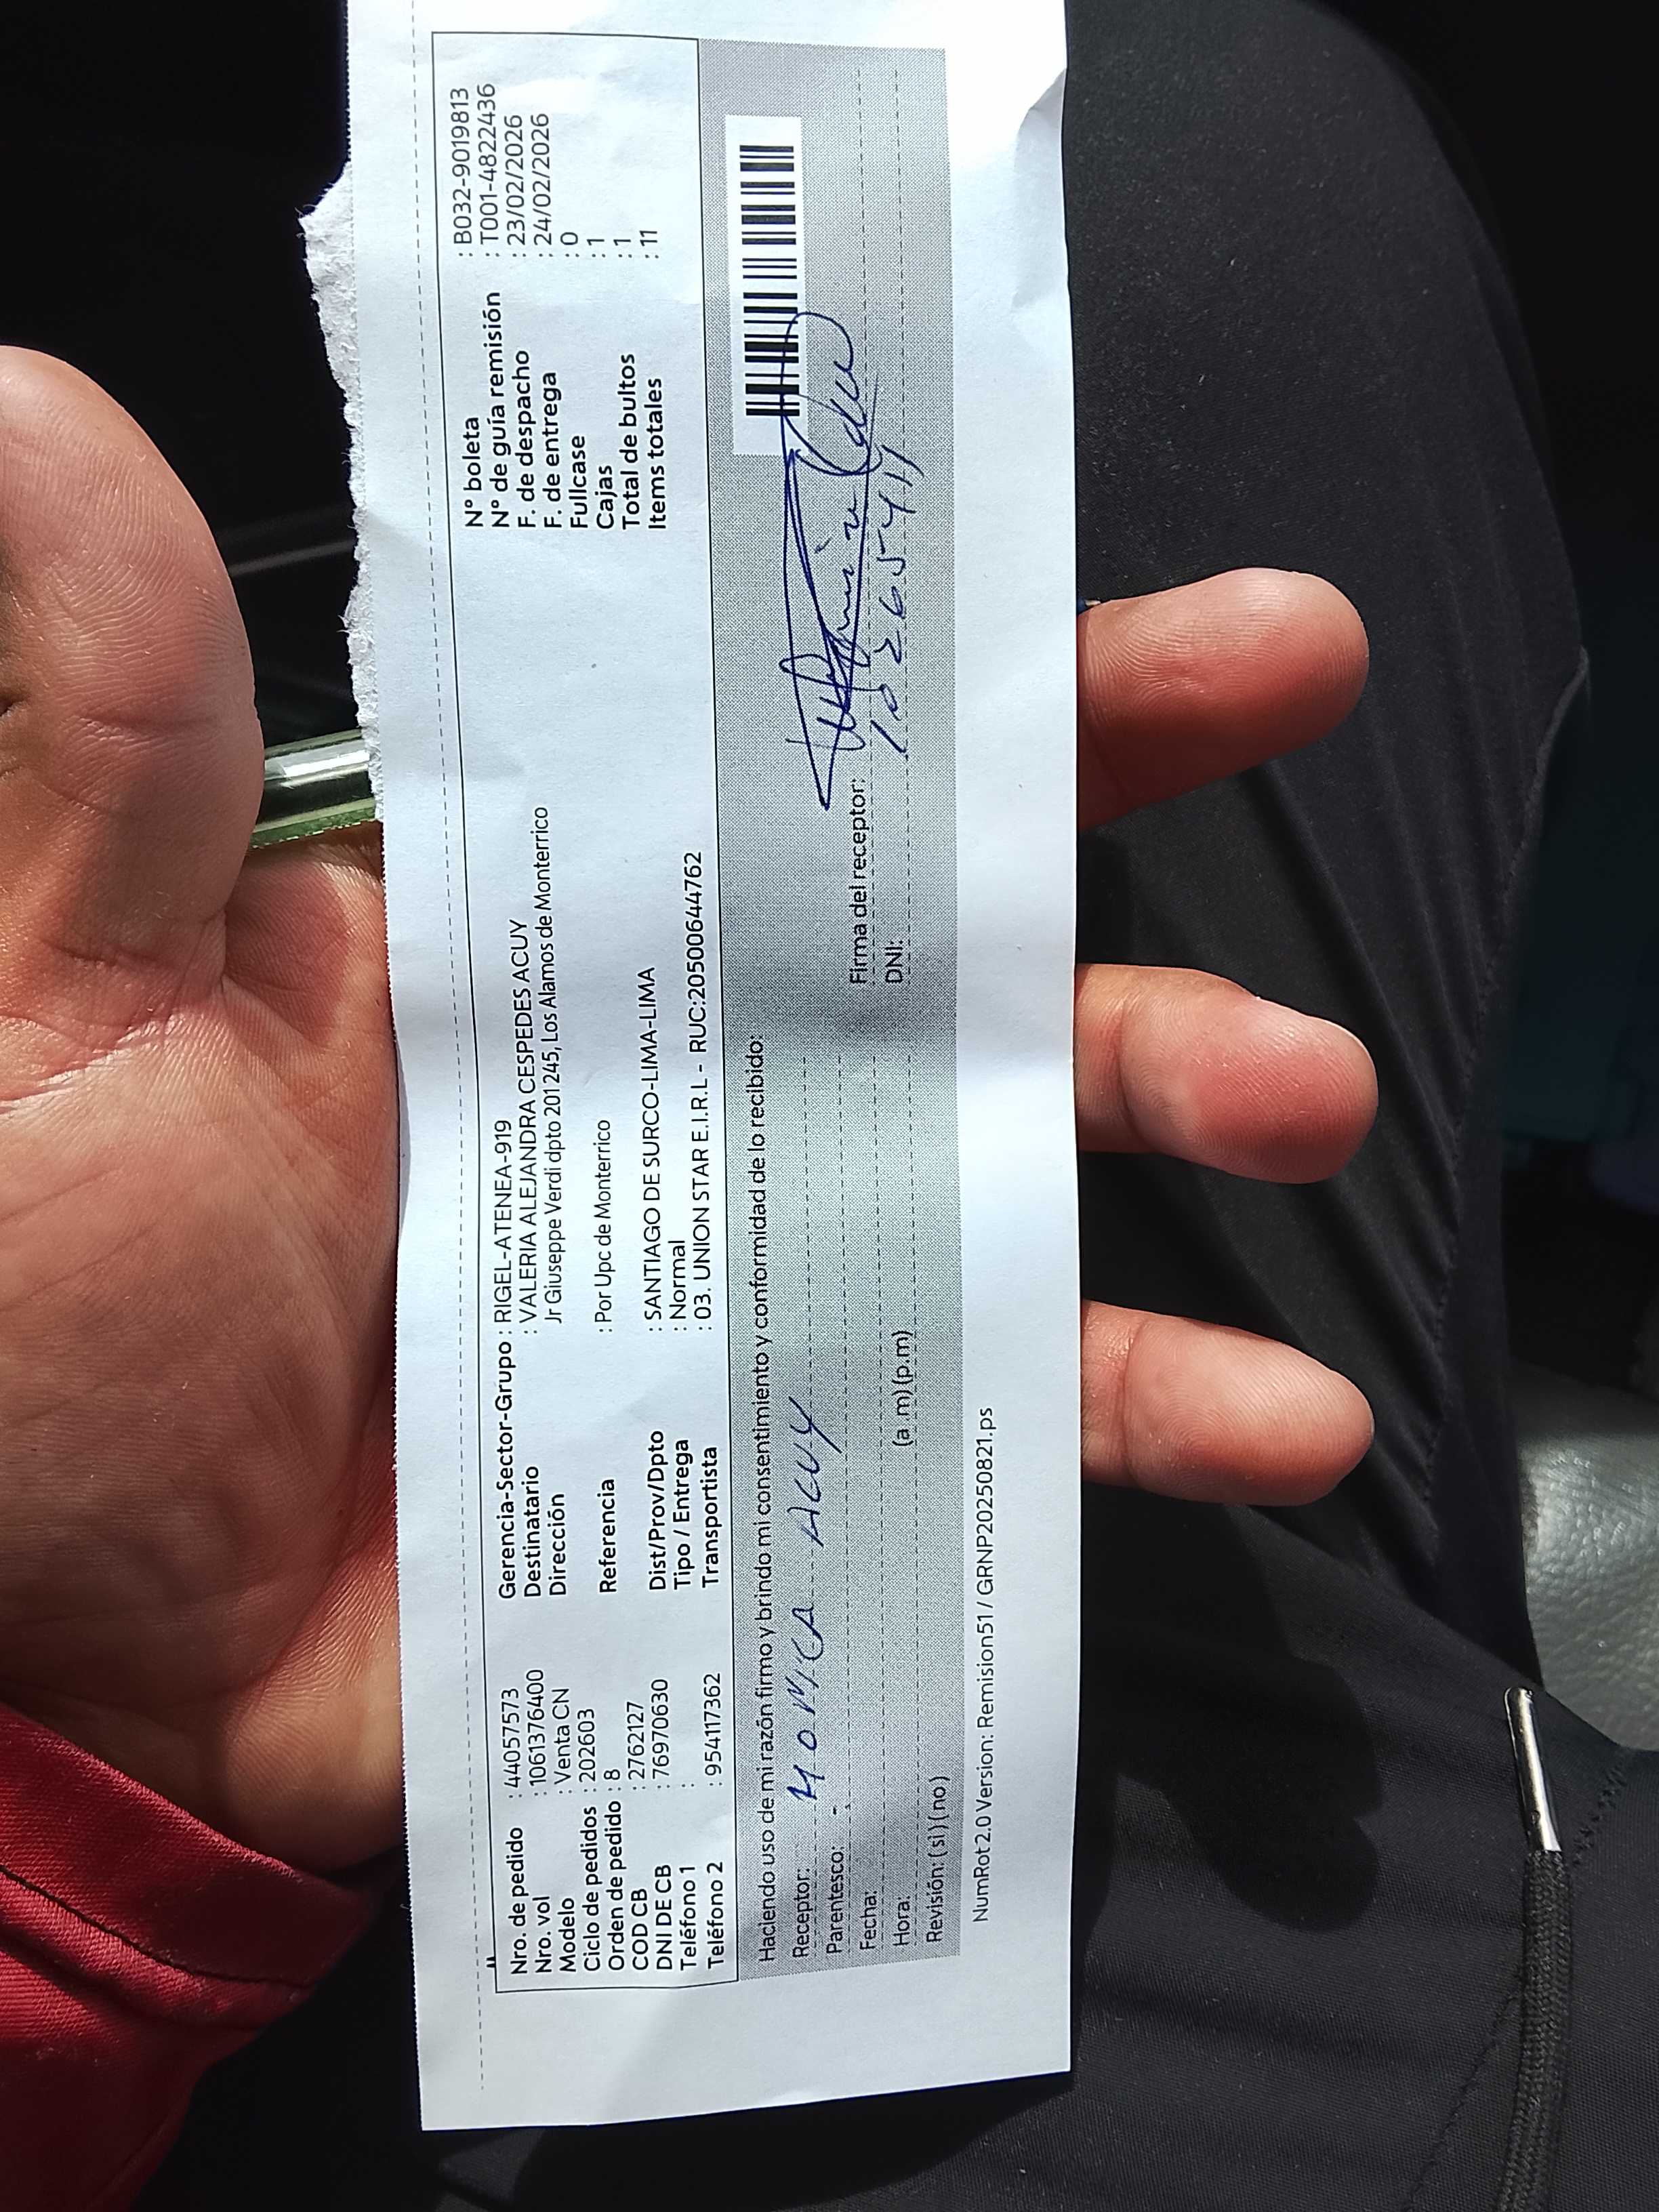 Nro. de pedido : 44057573
Nro. vol : 1061376400
Modelo : Venta CN
Ciclo de pedidos : 202603
Orden de pedido : 8
COD CB : 2762127
DNI DE CB : 76970630
Teléfono 1 :
Teléfono 2 : 954117362
Gerencia-Sector-Grupo : RIGEL-ATENEA-919
Destinatario : VALERIA ALEJANDRA CESPEDES ACUY
Dirección Jr Giuseppe Verdi dpto 201 245, Los Alamos de Monterrico
Referencia : Por Upc de Monterrico
Dist/Prov/Dpto : SANTIAGO DE SURCO-LIMA-LIMA
Tipo / Entrega : Normal
Transportista : 03. UNION STAR E.I.R.L - RUC:20500644762
N° boleta : B032-9019813
N° de guía remisión : T001-4822436
F. de despacho : 23/02/2026
F. de entrega : 24/02/2026
Fullcase : 0
Cajas : 1
Total de bultos : 1
Items totales : 11
Haciendo uso de mi razón firmo y brindo mi consentimiento y conformidad de lo recibido:
Receptor: MONICA ACUY
Parentesco: -
Fecha:
Hora: (a.m) (p.m)
Revisión: ( si ) ( no )
Firma del receptor:
DNI: 10265411
NumRot 2.0 Version: Remision51 / GRNP20250821.ps